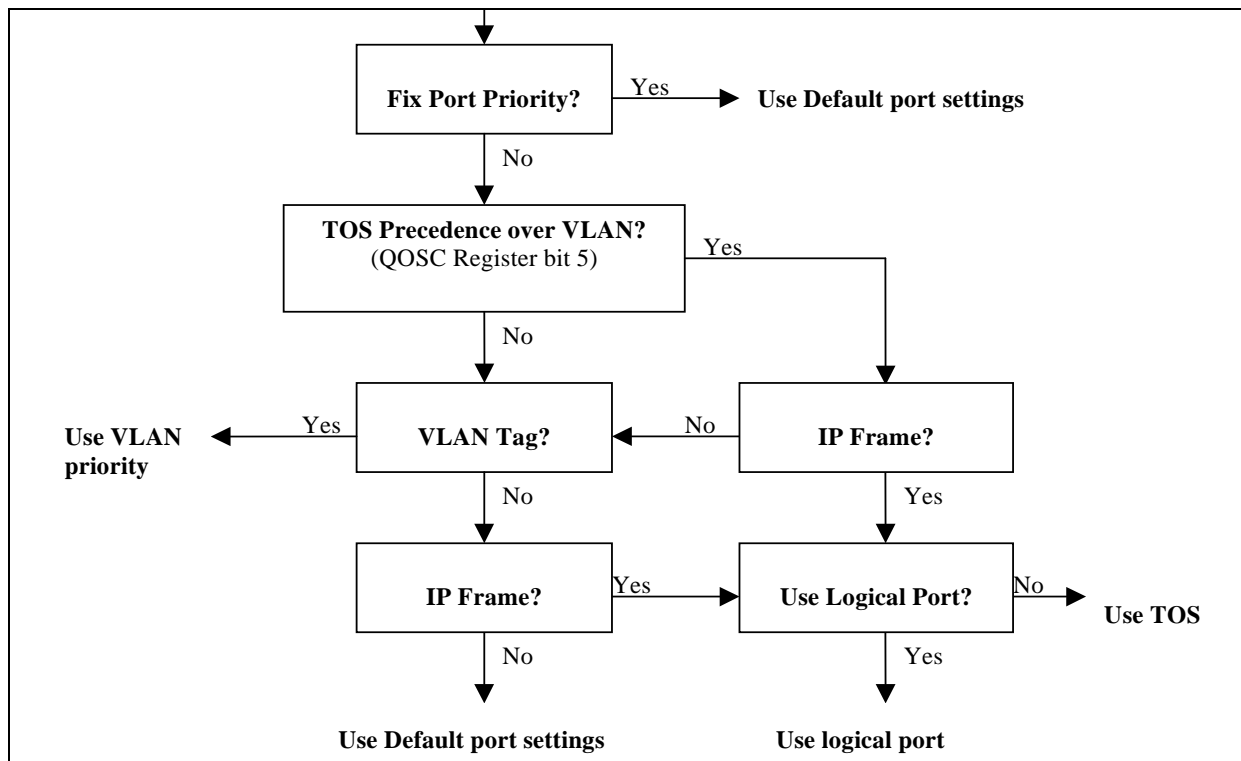 Fix Port Priority?
Yes
Use Default port settings
No
TOS Precedence over VLAN?
(QOSC Register bit 5)
Yes
No
Use VLAN
priority
Yes
VLAN Tag?
No
IP Frame?
No
Yes
IP Frame?
Yes
Use Logical Port?
No
Use TOS
No
Yes
Use Default port settings
Use logical port